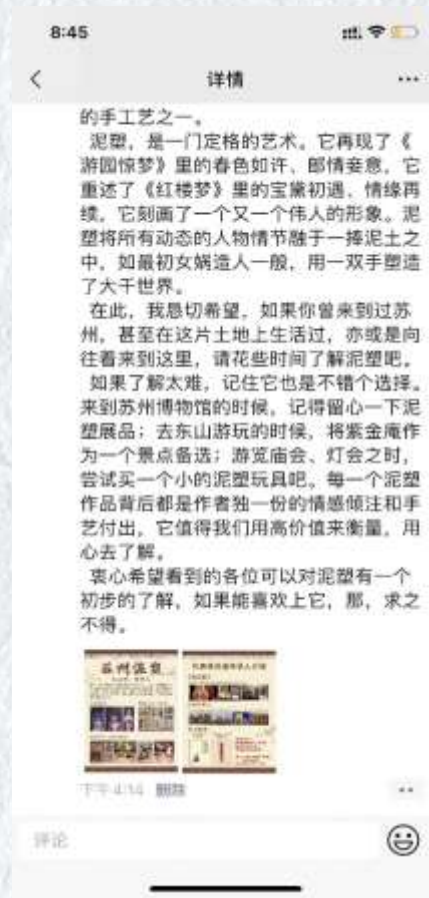 8:45
详情
的手工艺之一。
泥塑，是一门定格的艺术。它再现了《
游园惊梦》里的春色如许、郎情妾意，它
重述了《红楼梦》里的宝黛初遇、情缘再
续，它刻画了一个又一个伟人的形象。泥
塑将所有动态的人物情节融于一捧泥土之
中，如最初女娲造人一般，用一双手塑造
了大千世界。
在此，我恳切希望，如果你曾来到过苏
州，甚至在这片土地上生活过，亦或是向
往着来到这里，请花些时间了解泥塑吧。
如果了解太难，记住它也是不错个选择。
来到苏州博物馆的时候，记得留心一下泥
塑展品；去东山游玩的时候，将紫金庵作
为一个景点备选；游览庙会、灯会之时，
尝试买一个小的泥塑玩具吧。每一个泥塑
作品背后都是作者独一份的情感倾注和手
艺付出，它值得我们用高价值来衡量，用
心去了解。
衷心希望看到的各位可以对泥塑有一个
初步的了解，如果能喜欢上它，那，求之
不得。
苏州泥塑
下午4:14 删除
评论